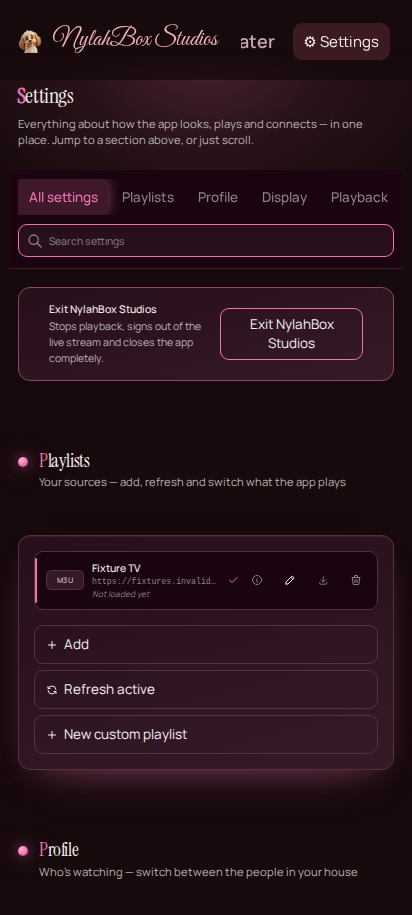 NylahBox Studios
ater
⚙ Settings
Settings
Everything about how the app looks, plays and connects — in one
place. Jump to a section above, or just scroll.
All settings
Playlists
Profile
Display
Playback
Search settings
Exit NylahBox Studios
Stops playback, signs out of the
live stream and closes the app
completely.
Exit NylahBox
Studios
Playlists
Your sources — add, refresh and switch what the app plays
M3U
Fixture TV
https://fixtures.invalid…
Not loaded yet
Add
Refresh active
New custom playlist
Profile
Who's watching — switch between the people in your house